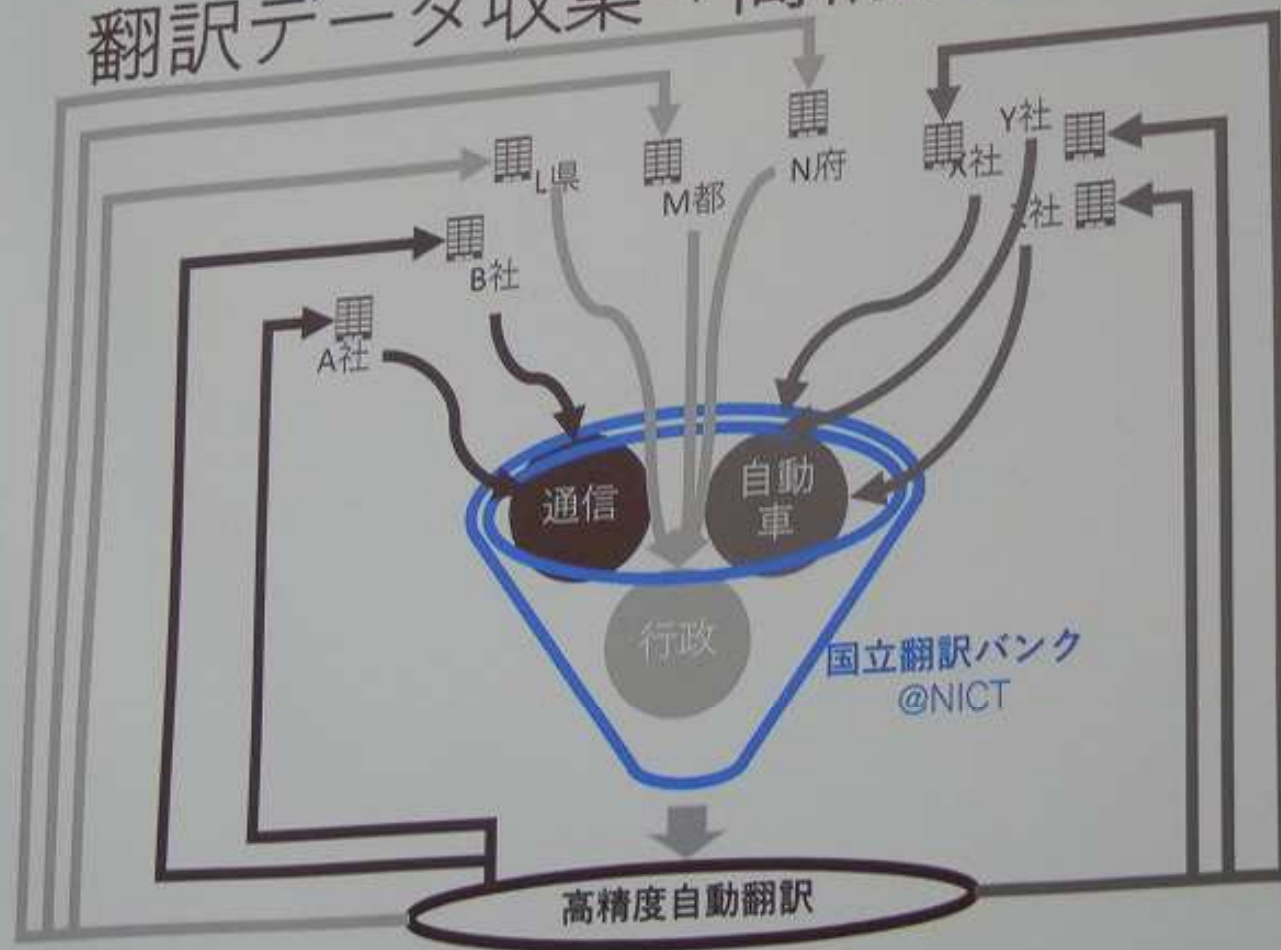 翻訳データ収集
N府
Y社
L県
M都
X社
社
B社
A社
通信
自動
車
行政
国立翻訳バンク
@NICT
高精度自動翻訳